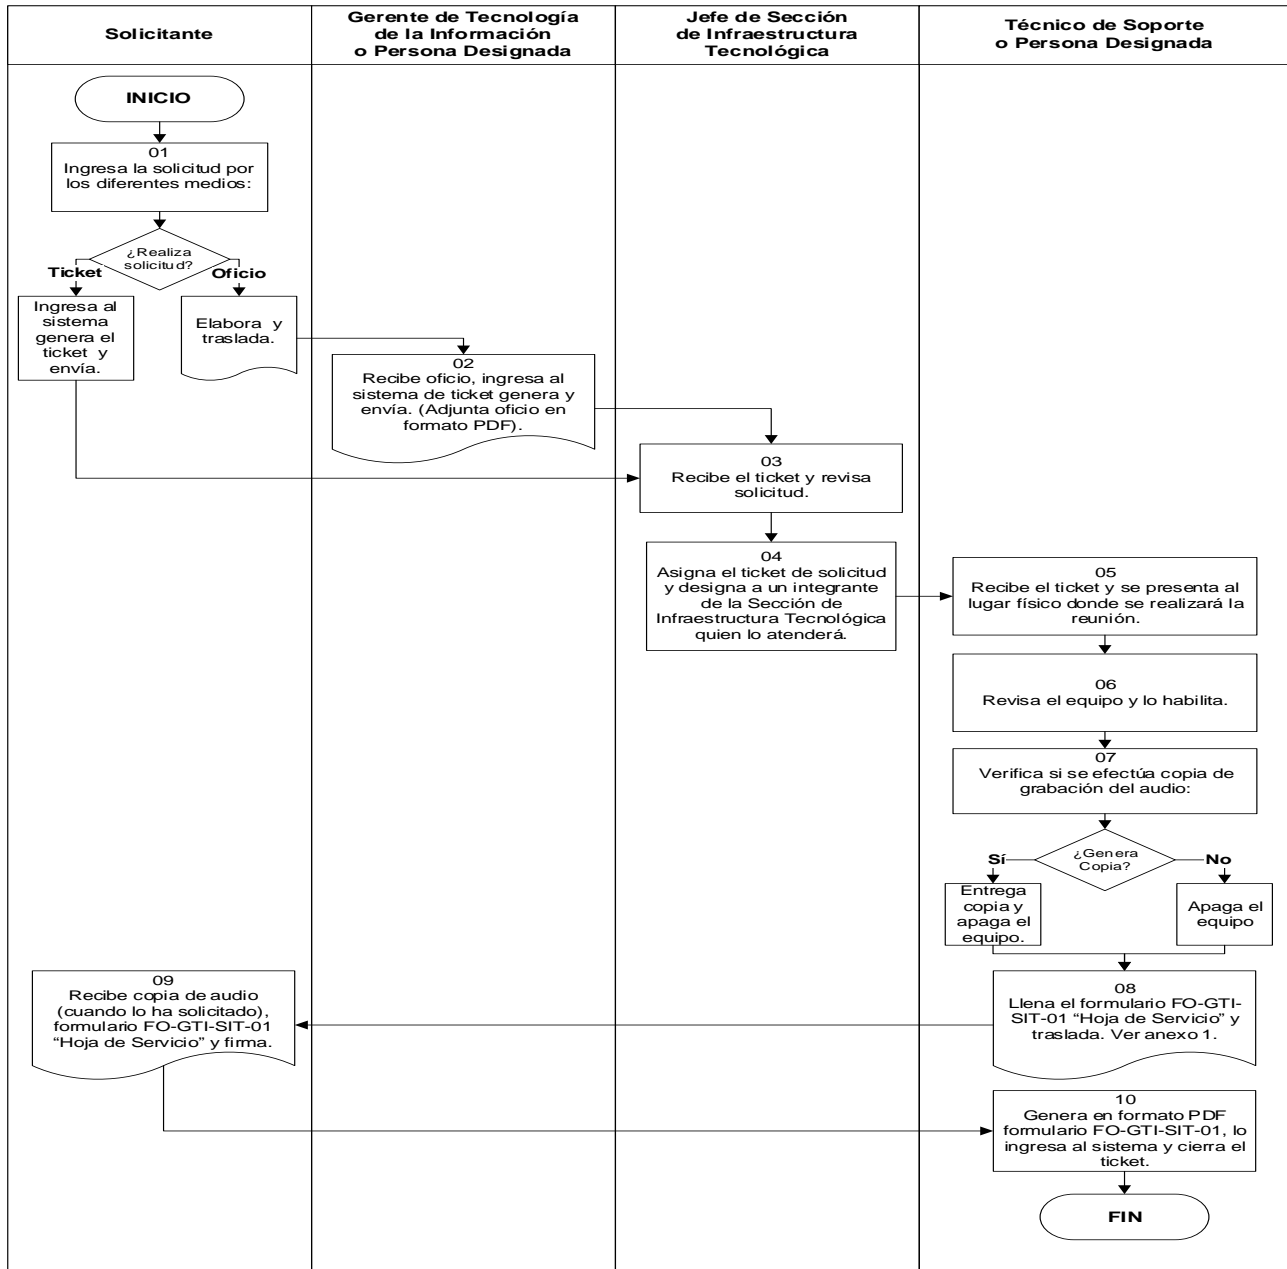 Solicitante
Gerente de Tecnología
de la Información
o Persona Designada
Jefe de Sección
de Infraestructura
Tecnológica
Técnico de Soporte
o Persona Designada
INICIO
01
Ingresa la solicitud por
los diferentes medios:
¿Realiza
solicitud?
Ticket
Oficio
Ingresa al
sistema
genera el
ticket y
envía.
Elabora y
traslada.
02
Recibe oficio, ingresa al
sistema de ticket genera y
envía. (Adjunta oficio en
formato PDF).
03
Recibe el ticket y revisa
solicitud.
04
Asigna el ticket de solicitud
y designa a un integrante
de la Sección de
Infraestructura Tecnológica
quien lo atenderá.
05
Recibe el ticket y se presenta al
lugar físico donde se realizará la
reunión.
06
Revisa el equipo y lo habilita.
07
Verifica si se efectúa copia de
grabación del audio:
¿Genera
Copia?
Sí
No
Entrega
copia y
apaga el
equipo.
Apaga el
equipo
08
Llena el formulario FO-GTI-
SIT-01 “Hoja de Servicio” y
traslada. Ver anexo 1.
09
Recibe copia de audio
(cuando lo ha solicitado),
formulario FO-GTI-SIT-01
“Hoja de Servicio” y firma.
10
Genera en formato PDF
formulario FO-GTI-SIT-01, lo
ingresa al sistema y cierra el
ticket.
FIN